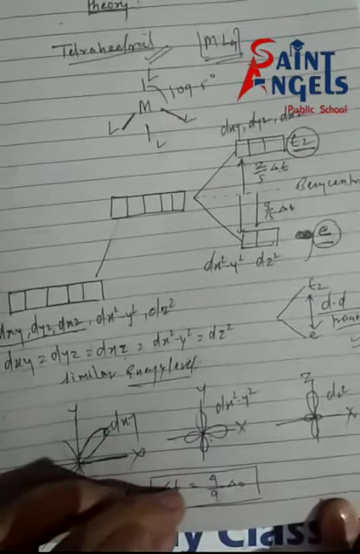 theory
Tetrahedral [M L4]
SAINT
ANGELS
Public School
L
109.5°
M
L L
L
dxy, dyz, dxz
t2
2/5 Δt
Barycentre
3/5 Δt
e
dx²-y² dz²
t2
dxy, dyz, dxz, dx²-y², dz²
d-d
dxy = dyz = dxz = dx²-y² = dz²
e
Similar Energy level
Y dxy X
Y dx²-y² X
Z dz² X
= 4/9 Δo
y Class